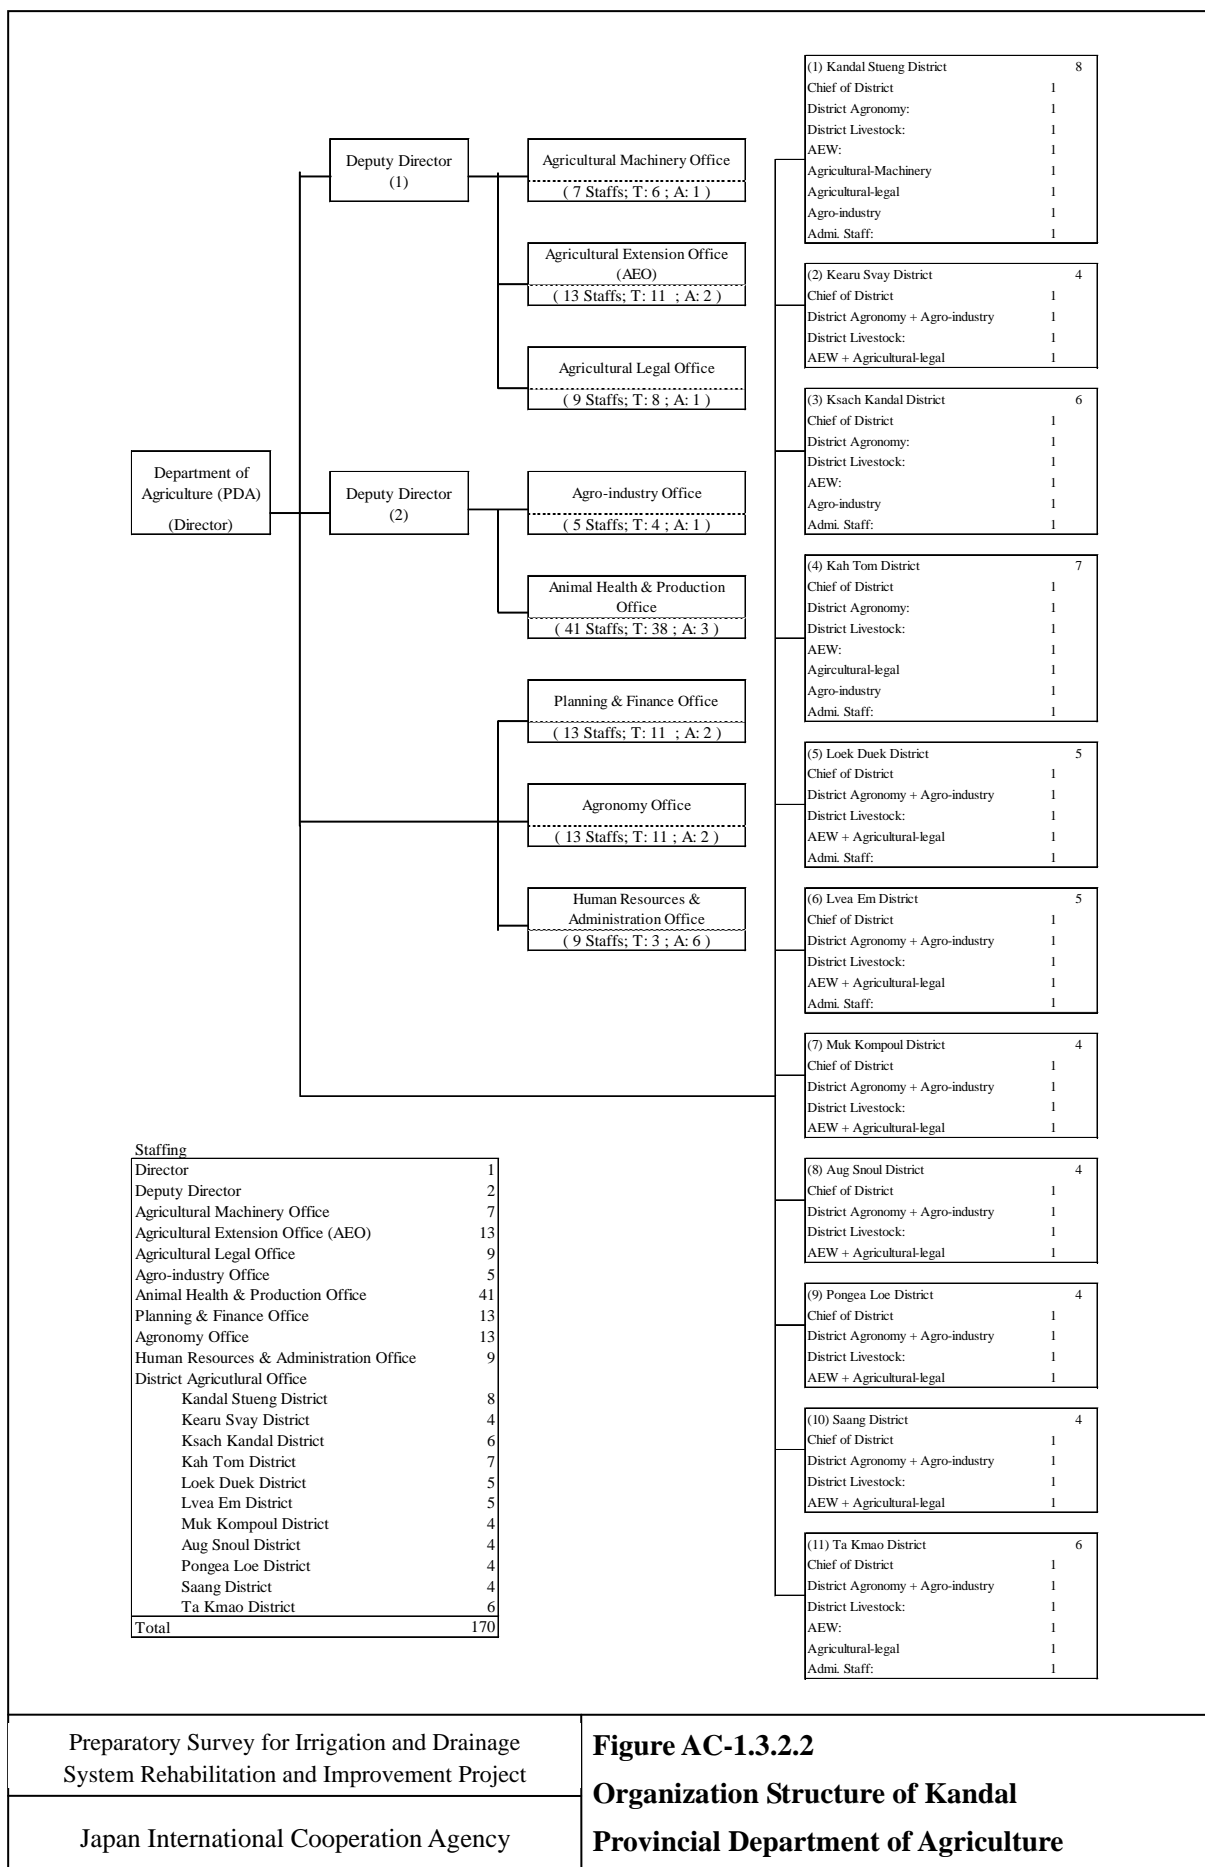 Department of
Agriculture (PDA)
(Director)
Deputy Director
(1)
Deputy Director
(2)
Agricultural Machinery Office
( 7 Staffs; T: 6 ; A: 1 )
Agricultural Extension Office
(AEO)
( 13 Staffs; T: 11 ; A: 2 )
Agricultural Legal Office
( 9 Staffs; T: 8 ; A: 1 )
Agro-industry Office
( 5 Staffs; T: 4 ; A: 1 )
Animal Health & Production
Office
( 41 Staffs; T: 38 ; A: 3 )
Planning & Finance Office
( 13 Staffs; T: 11 ; A: 2 )
Agronomy Office
( 13 Staffs; T: 11 ; A: 2 )
Human Resources &
Administration Office
( 9 Staffs; T: 3 ; A: 6 )
(1) Kandal Stueng District 8
Chief of District 1
District Agronomy: 1
District Livestock: 1
AEW: 1
Agricultural-Machinery 1
Agricultural-legal 1
Agro-industry 1
Admi. Staff: 1
(2) Kearu Svay District 4
Chief of District 1
District Agronomy + Agro-industry 1
District Livestock: 1
AEW + Agricultural-legal 1
(3) Ksach Kandal District 6
Chief of District 1
District Agronomy: 1
District Livestock: 1
AEW: 1
Agro-industry 1
Admi. Staff: 1
(4) Kah Tom District 7
Chief of District 1
District Agronomy: 1
District Livestock: 1
AEW: 1
Agircultural-legal 1
Agro-industry 1
Admi. Staff: 1
(5) Loek Duek District 5
Chief of District 1
District Agronomy + Agro-industry 1
District Livestock: 1
AEW + Agricultural-legal 1
Admi. Staff: 1
(6) Lvea Em District 5
Chief of District 1
District Agronomy + Agro-industry 1
District Livestock: 1
AEW + Agricultural-legal 1
Admi. Staff: 1
(7) Muk Kompoul District 4
Chief of District 1
District Agronomy + Agro-industry 1
District Livestock: 1
AEW + Agricultural-legal 1
(8) Aug Snoul District 4
Chief of District 1
District Agronomy + Agro-industry 1
District Livestock: 1
AEW + Agricultural-legal 1
(9) Pongea Loe District 4
Chief of District 1
District Agronomy + Agro-industry 1
District Livestock: 1
AEW + Agricultural-legal 1
(10) Saang District 4
Chief of District 1
District Agronomy + Agro-industry 1
District Livestock: 1
AEW + Agricultural-legal 1
(11) Ta Kmao District 6
Chief of District 1
District Agronomy + Agro-industry 1
District Livestock: 1
AEW: 1
Agricultural-legal 1
Admi. Staff: 1
Staffing
Director 1
Deputy Director 2
Agricultural Machinery Office 7
Agricultural Extension Office (AEO) 13
Agricultural Legal Office 9
Agro-industry Office 5
Animal Health & Production Office 41
Planning & Finance Office 13
Agronomy Office 13
Human Resources & Administration Office 9
District Agricutlural Office
Kandal Stueng District 8
Kearu Svay District 4
Ksach Kandal District 6
Kah Tom District 7
Loek Duek District 5
Lvea Em District 5
Muk Kompoul District 4
Aug Snoul District 4
Pongea Loe District 4
Saang District 4
Ta Kmao District 6
Total 170
Preparatory Survey for Irrigation and Drainage
System Rehabilitation and Improvement Project
Japan International Cooperation Agency
Figure AC-1.3.2.2
Organization Structure of Kandal
Provincial Department of Agriculture